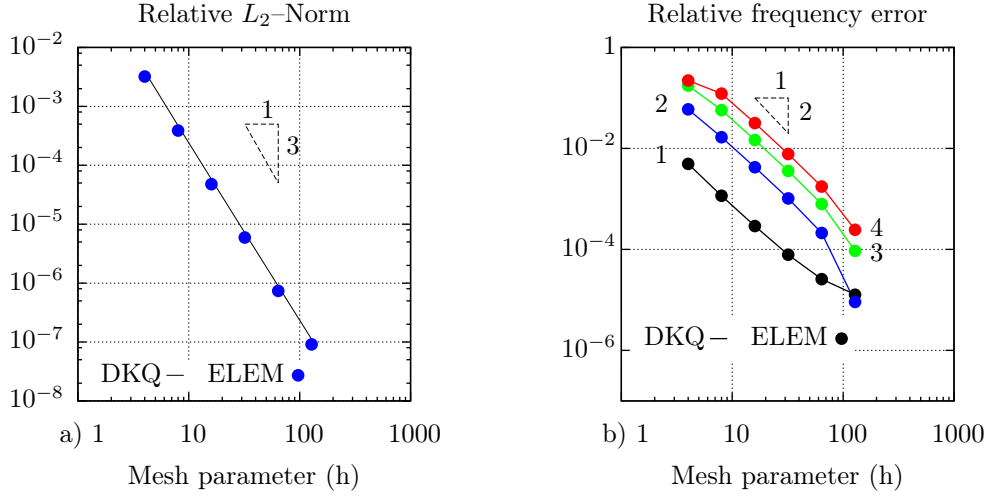 Relative L₂–Norm
10⁻²
10⁻³
10⁻⁴
10⁻⁵
10⁻⁶
10⁻⁷
10⁻⁸
1
3
DKQ− ELEM
a) 1 10 100 1000
Mesh parameter (h)
Relative frequency error
1
10⁻²
10⁻⁴
10⁻⁶
1
2
2
1
4
3
DKQ− ELEM
b) 1 10 100 1000
Mesh parameter (h)